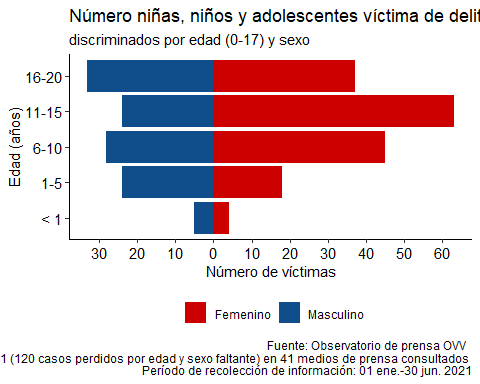 Número niñas, niños y adolescentes víctima de delit
discriminados por edad (0-17) y sexo
Edad (años)
16-20
11-15
6-10
1-5
< 1
30 20 10 0 10 20 30 40 50 60
Número de víctimas
Femenino Masculino
Fuente: Observatorio de prensa OVV
1 (120 casos perdidos por edad y sexo faltante) en 41 medios de prensa consultados
Período de recolección de información: 01 ene.-30 jun. 2021